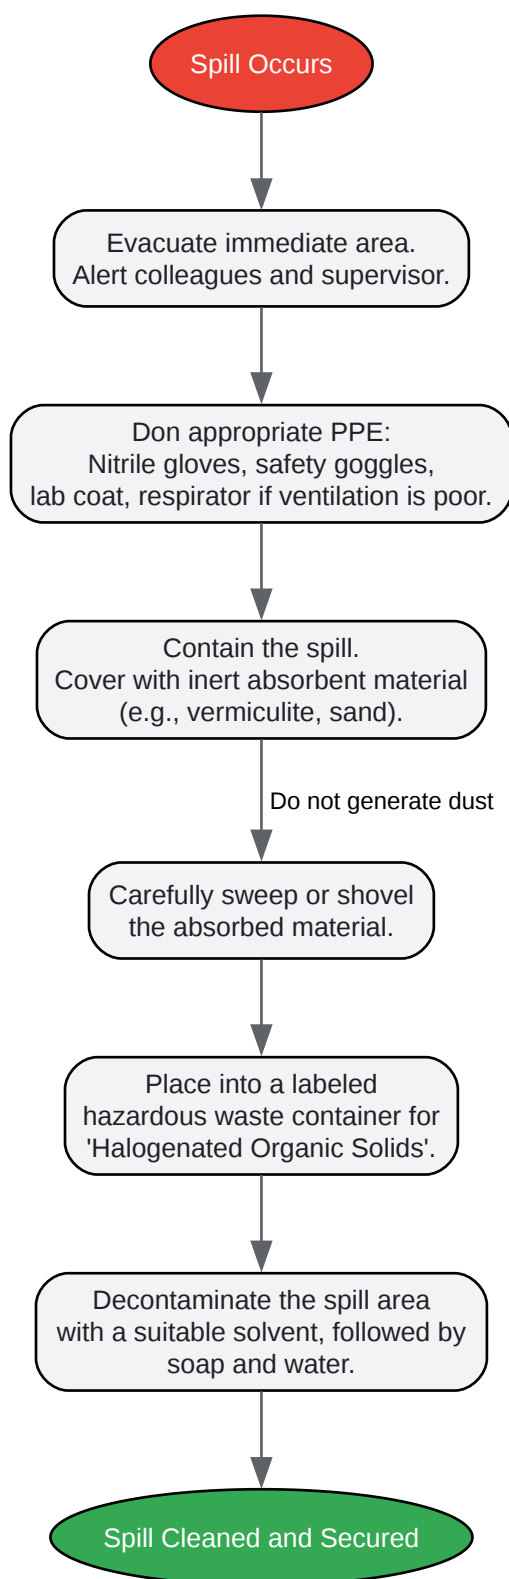 Spill Occurs
Evacuate immediate area.
Alert colleagues and supervisor.
Don appropriate PPE:
Nitrile gloves, safety goggles,
lab coat, respirator if ventilation is poor.
Contain the spill.
Cover with inert absorbent material
(e.g., vermiculite, sand).
Do not generate dust
Carefully sweep or shovel
the absorbed material.
Place into a labeled
hazardous waste container for
'Halogenated Organic Solids'.
Decontaminate the spill area
with a suitable solvent, followed by
soap and water.
Spill Cleaned and Secured